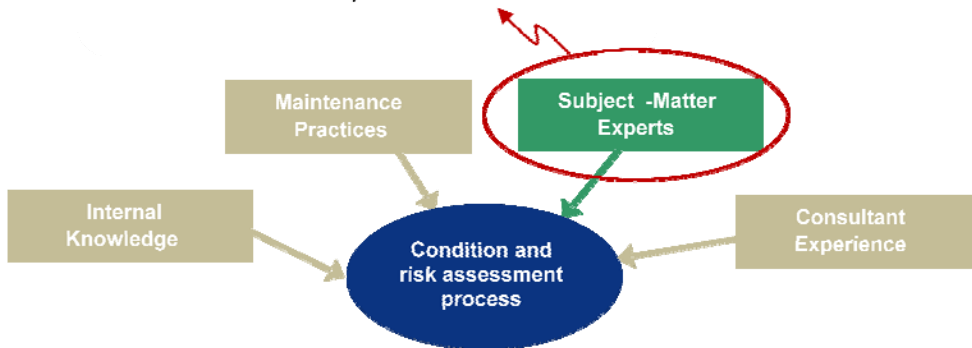 Maintenance
Practices
Subject -Matter
Experts
Internal
Knowledge
Consultant
Experience
Condition and
risk assessment
process